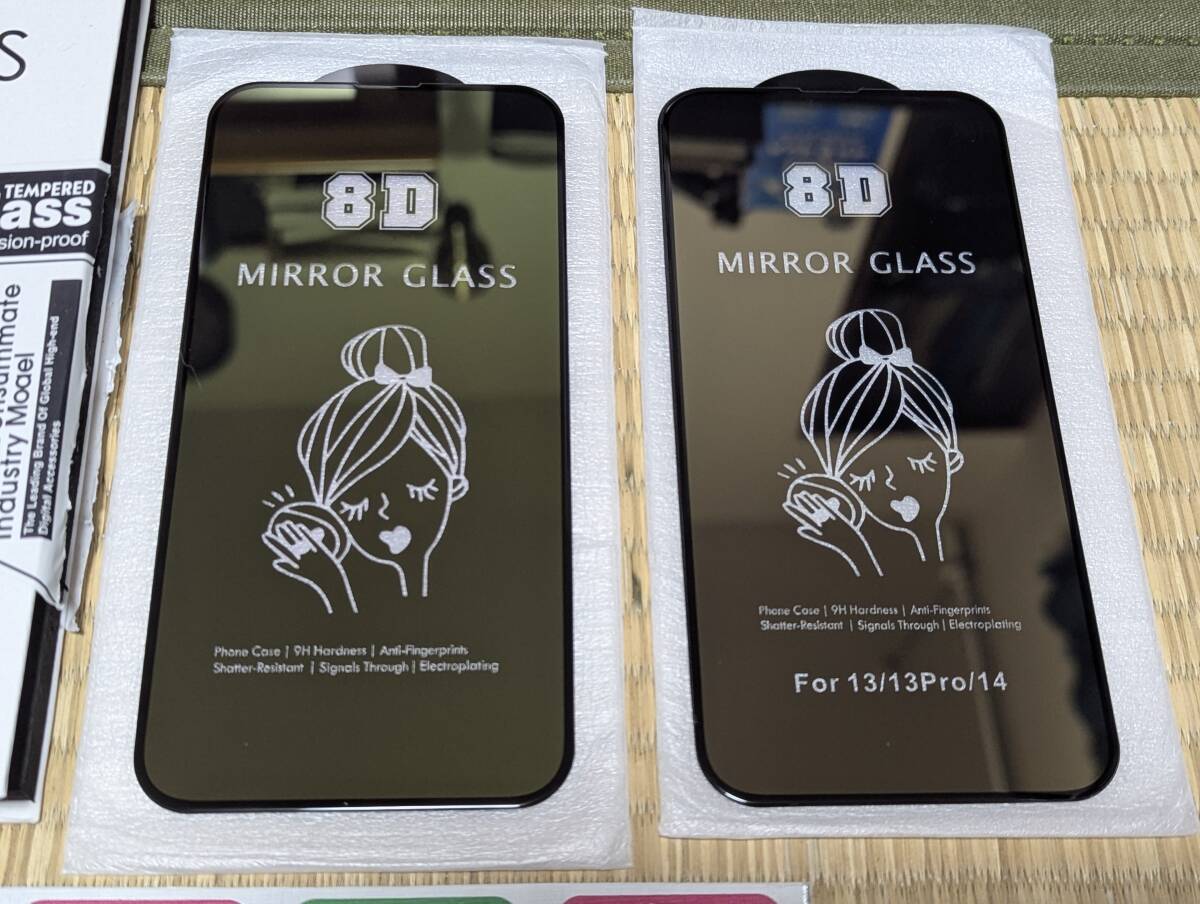 S
TEMPERED
ass
sion-proof
nsummate
ndustry Moael
The Leading Brand Of Global High-end
Digital Accessories
8D
MIRROR GLASS
Phone Case | 9H Hardness | Anti-Fingerprints
Shatter-Resistant | Signals Through | Electroplating
8D
MIRROR GLASS
Phone Case | 9H Hardness | Anti-Fingerprints
Shatter-Resistant | Signals Through | Electroplating
For 13/13Pro/14